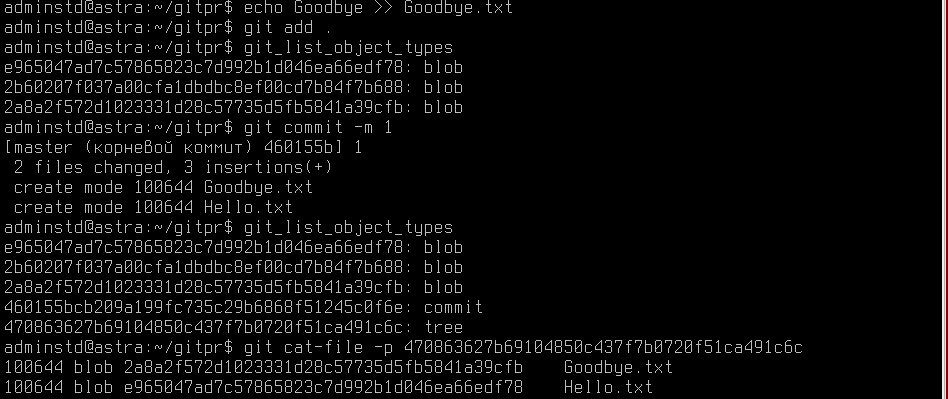 adminstd@astra:~/gitpr$ echo Goodbye >> Goodbye.txt
adminstd@astra:~/gitpr$ git add .
adminstd@astra:~/gitpr$ git_list_object_types
e965047ad7c57865823c7d992b1d046ea66edf78: blob
2b60207f037a00cfa1dbdbc8ef00cd7b84f7b688: blob
2a8a2f572d1023331d28c57735d5fb5841a39cfb: blob
adminstd@astra:~/gitpr$ git commit -m 1
[master (корневой коммит) 460155b] 1
 2 files changed, 3 insertions(+)
 create mode 100644 Goodbye.txt
 create mode 100644 Hello.txt
adminstd@astra:~/gitpr$ git_list_object_types
e965047ad7c57865823c7d992b1d046ea66edf78: blob
2b60207f037a00cfa1dbdbc8ef00cd7b84f7b688: blob
2a8a2f572d1023331d28c57735d5fb5841a39cfb: blob
460155bcb209a199fc735c29b6868f51245c0f6e: commit
470863627b69104850c437f7b0720f51ca491c6c: tree
adminstd@astra:~/gitpr$ git cat-file -p 470863627b69104850c437f7b0720f51ca491c6c
100644 blob 2a8a2f572d1023331d28c57735d5fb5841a39cfb    Goodbye.txt
100644 blob e965047ad7c57865823c7d992b1d046ea66edf78    Hello.txt